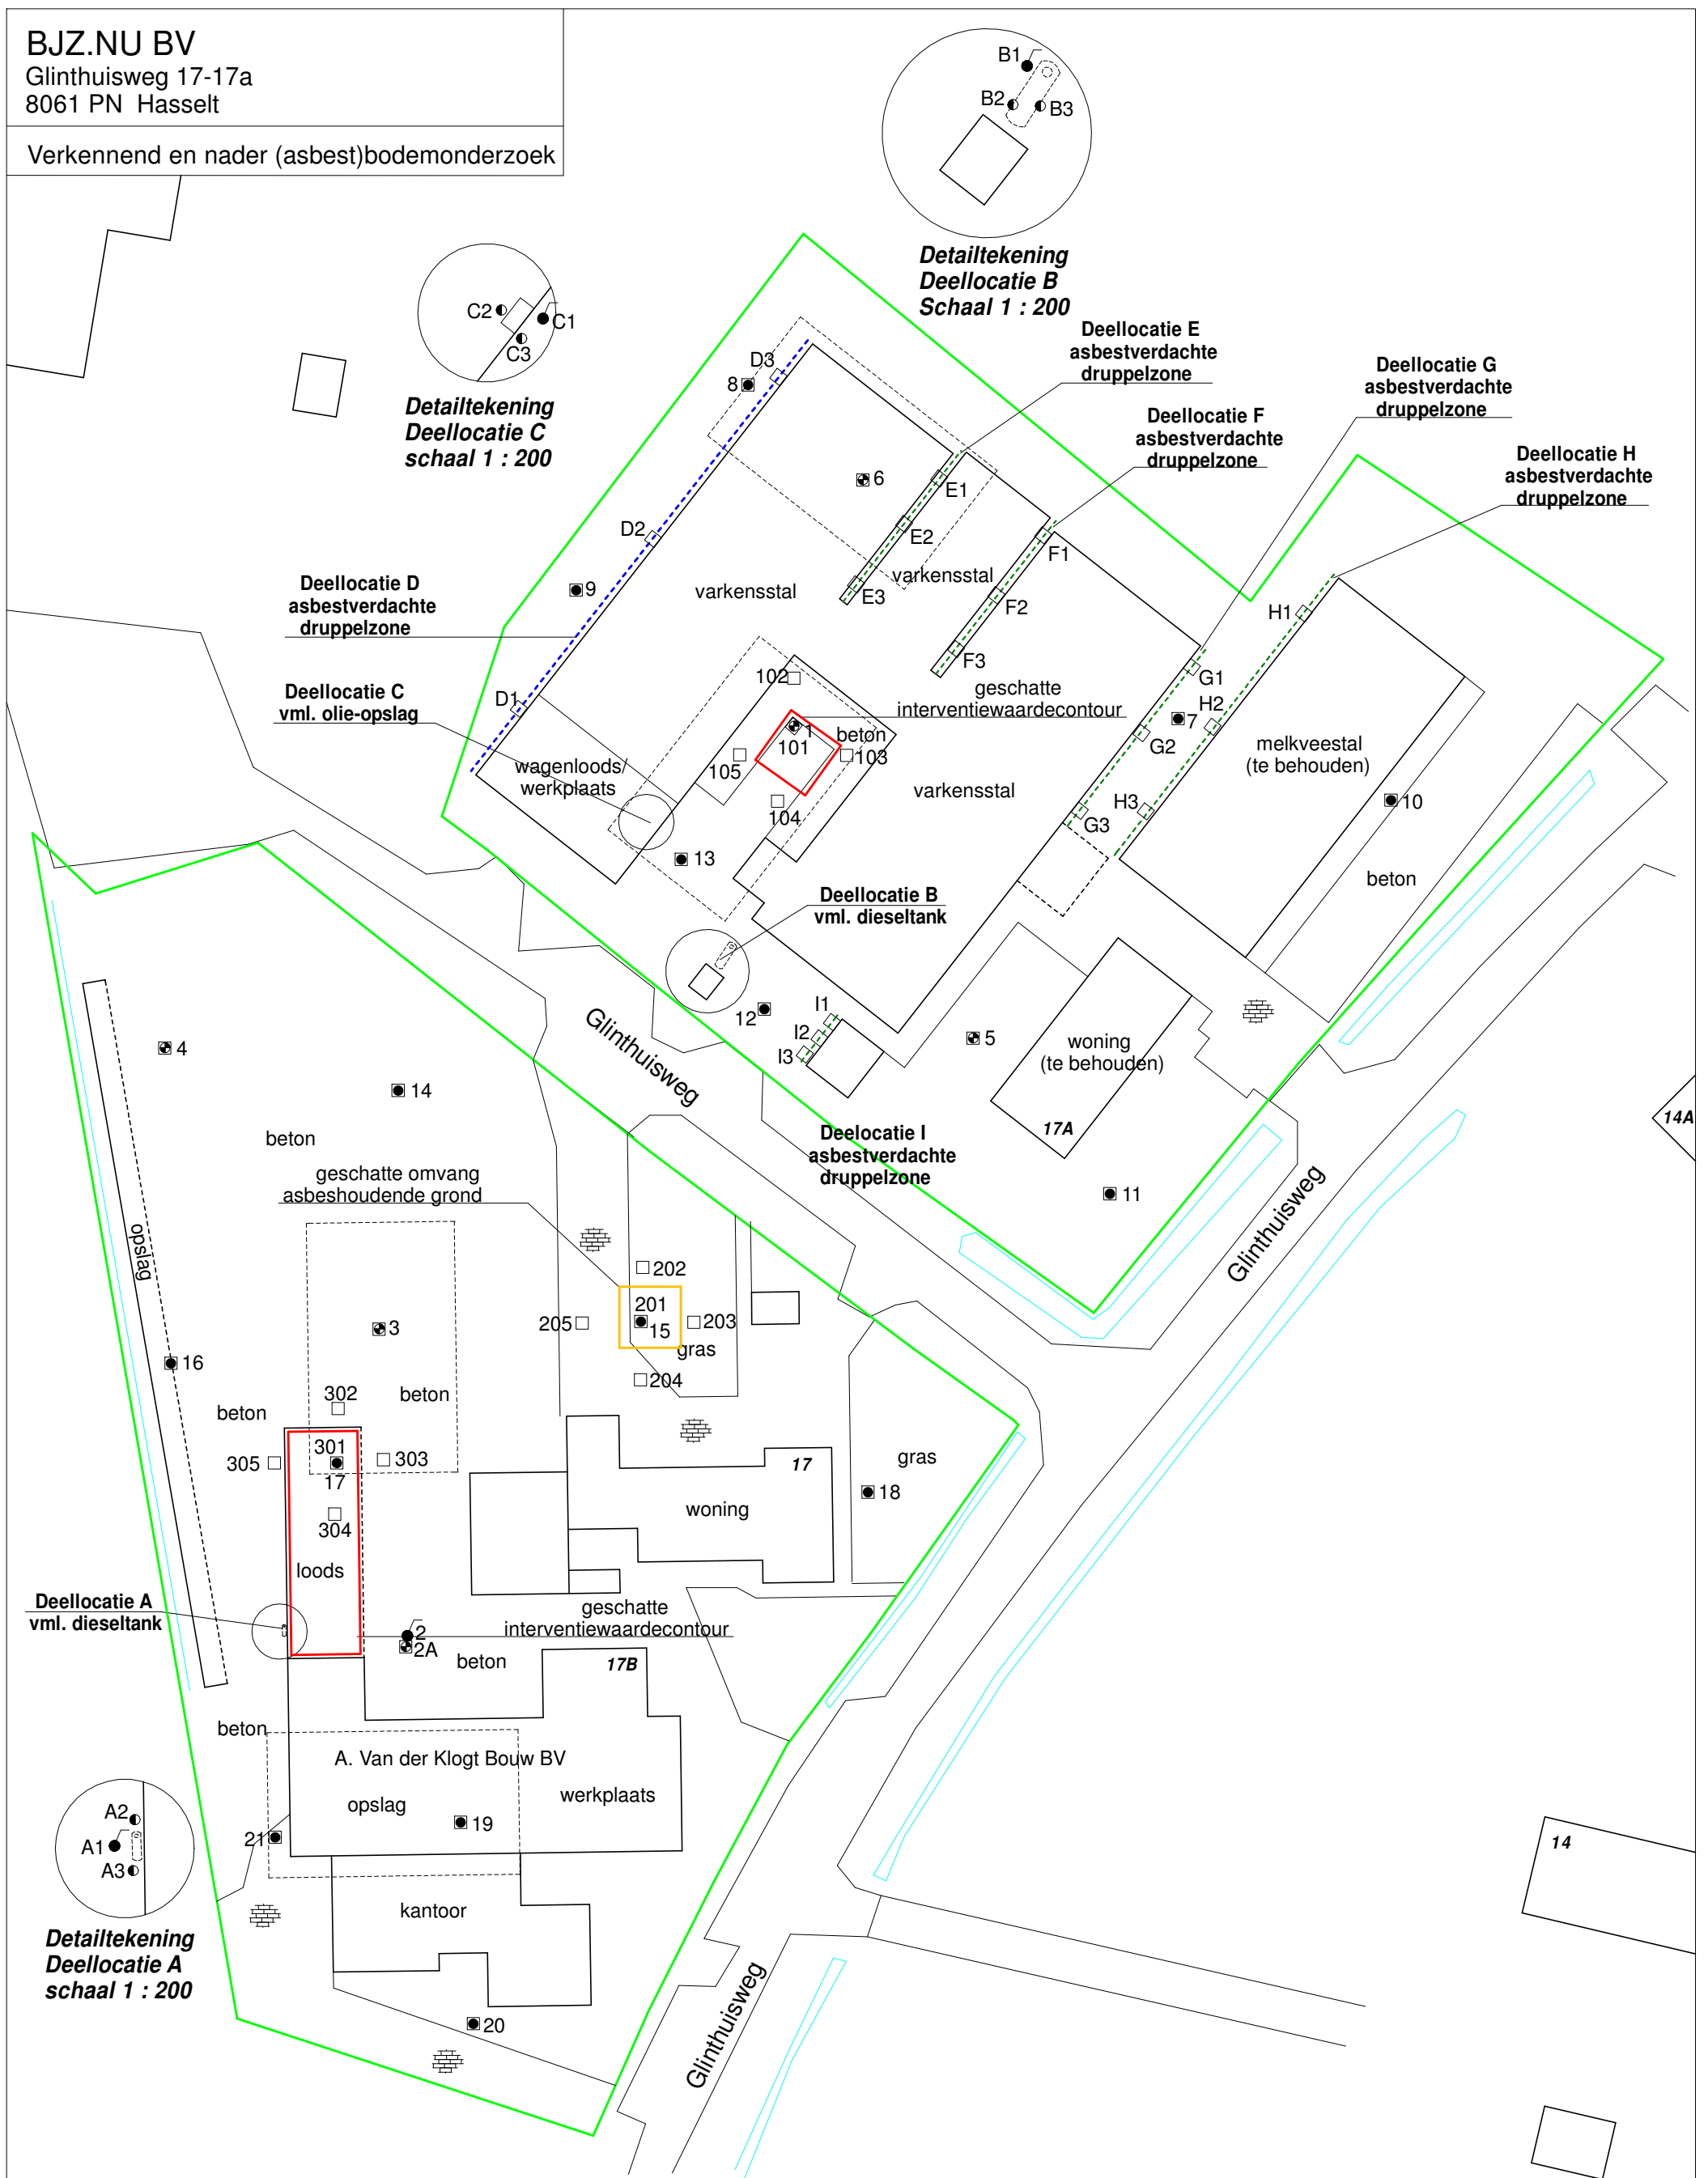 BJZ.NU BV
Glinthuisweg 17-17a
8061 PN Hasselt
Verkennend en nader (asbest)bodemonderzoek
B1
B2
B3
Detailtekening
Deellocatie B
Schaal 1 : 200
C2
C1
C3
Detailtekening
Deellocatie C
schaal 1 : 200
Deellocatie E
asbestverdachte
druppelzone
Deellocatie G
asbestverdachte
druppelzone
Deellocatie F
asbestverdachte
druppelzone
Deellocatie H
asbestverdachte
druppelzone
D3
8
6
E1
D2
E2
F1
varkensstal
Deellocatie D
asbestverdachte
druppelzone
9
varkensstal
E3
F2
H1
F3
G1
102
geschatte
interventiewaardecontour
Deellocatie C
vml. olie-opslag
D1
H2
7
1
101
beton
103
105
G2
melkveestal
(te behouden)
wagenloods/
werkplaats
varkensstal
104
H3
G3
10
13
beton
Deellocatie B
vml. dieseltank
12
I1
I2
I3
5
woning
(te behouden)
Glinthuisweg
4
14
14A
17A
beton
Deelocatie I
asbestverdachte
druppelzone
geschatte omvang
asbeshoudende grond
11
Glinthuisweg
opslag
202
201
205
15
203
3
gras
16
204
302
beton
beton
301
305
303
17
17
gras
18
304
woning
loods
Deellocatie A
vml. dieseltank
geschatte
interventiewaardecontour
2
2A
beton
17B
beton
A. Van der Klogt Bouw BV
opslag
werkplaats
19
21
A2
A1
A3
14
kantoor
Detailtekening
Deellocatie A
schaal 1 : 200
20
Glinthuisweg